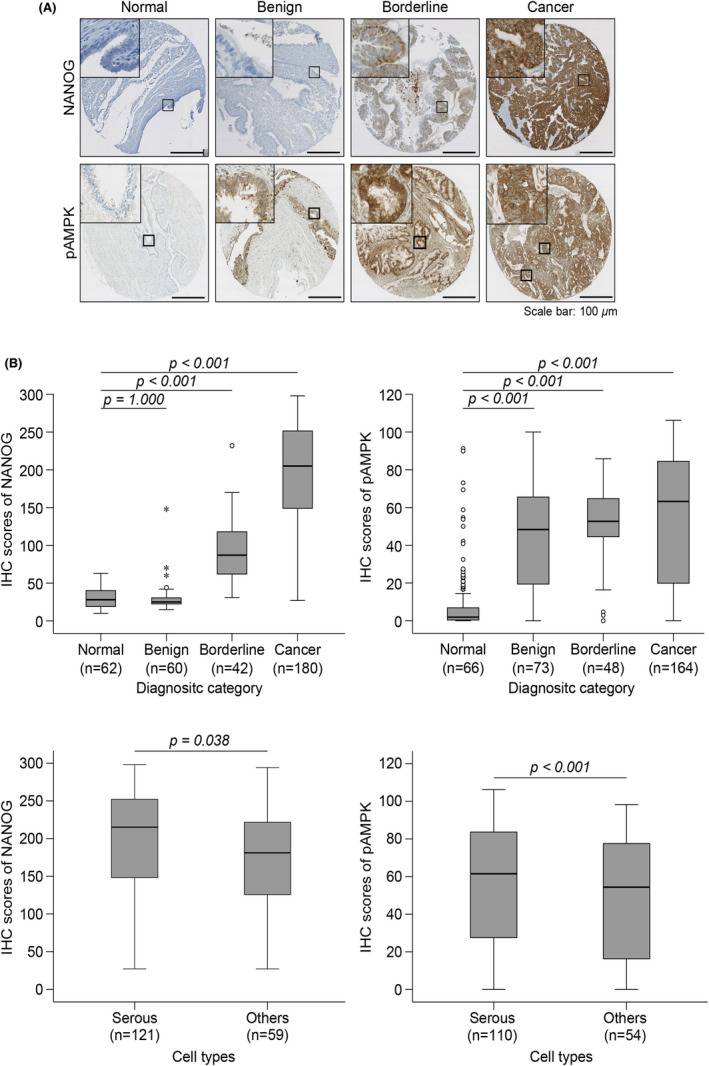 (A)
Normal Benign Borderline Cancer
NANOG
pAMPK
Scale bar: 100 µm
(B)
p < 0.001
p < 0.001
p = 1.000
IHC scores of NANOG
300
250
200
150
100
50
0
Normal Benign Borderline Cancer
(n=62) (n=60) (n=42) (n=180)
Diagnositc category
p < 0.001
p < 0.001
p < 0.001
IHC scores of pAMPK
120
100
80
60
40
20
0
Normal Benign Borderline Cancer
(n=66) (n=73) (n=48) (n=164)
Diagnositc category
p = 0.038
IHC scores of NANOG
300
250
200
150
100
50
0
Serous Others
(n=121) (n=59)
Cell types
p < 0.001
IHC scores of pAMPK
120
100
80
60
40
20
0
Serous Others
(n=110) (n=54)
Cell types